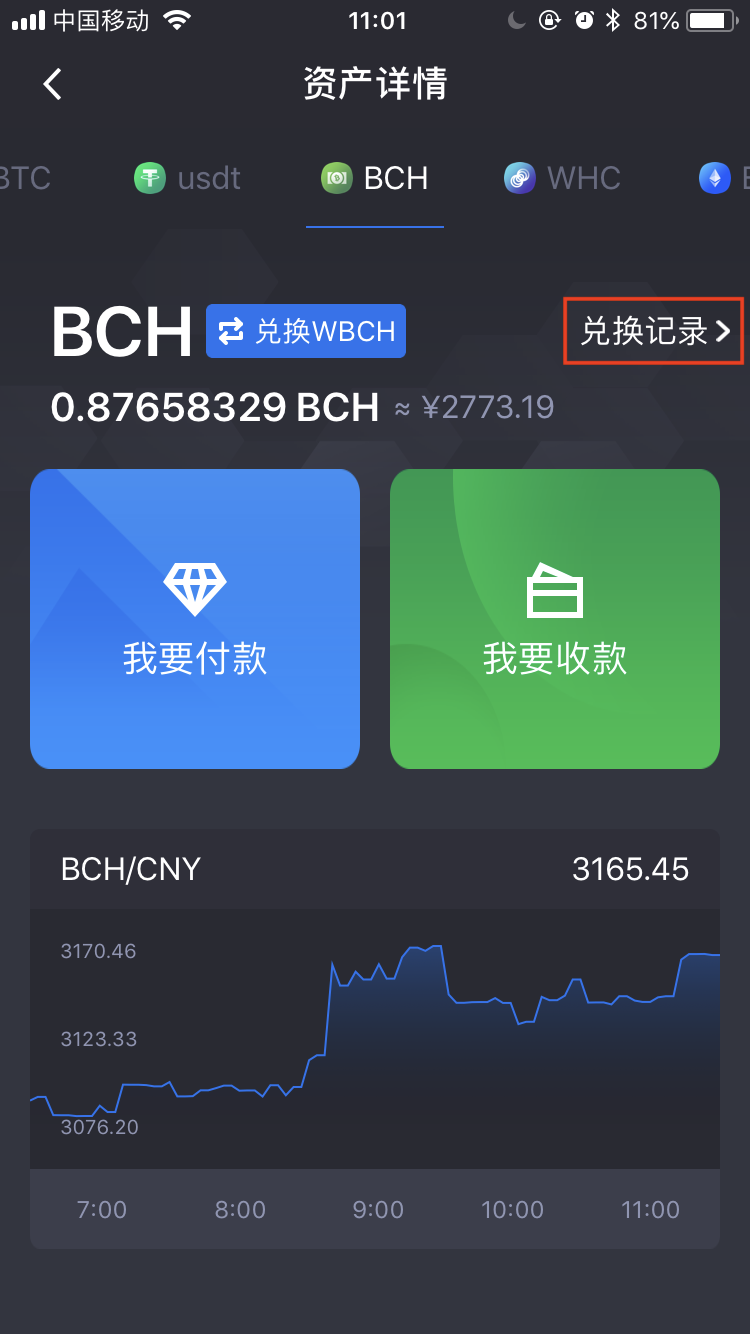 中国移动 11:01 81%
资产详情
BTC usdt BCH WHC
BCH 兑换WBCH 兑换记录
0.87658329 BCH ≈ ¥2773.19
我要付款 我要收款
BCH/CNY 3165.45
3170.46
3123.33
3076.20
7:00 8:00 9:00 10:00 11:00